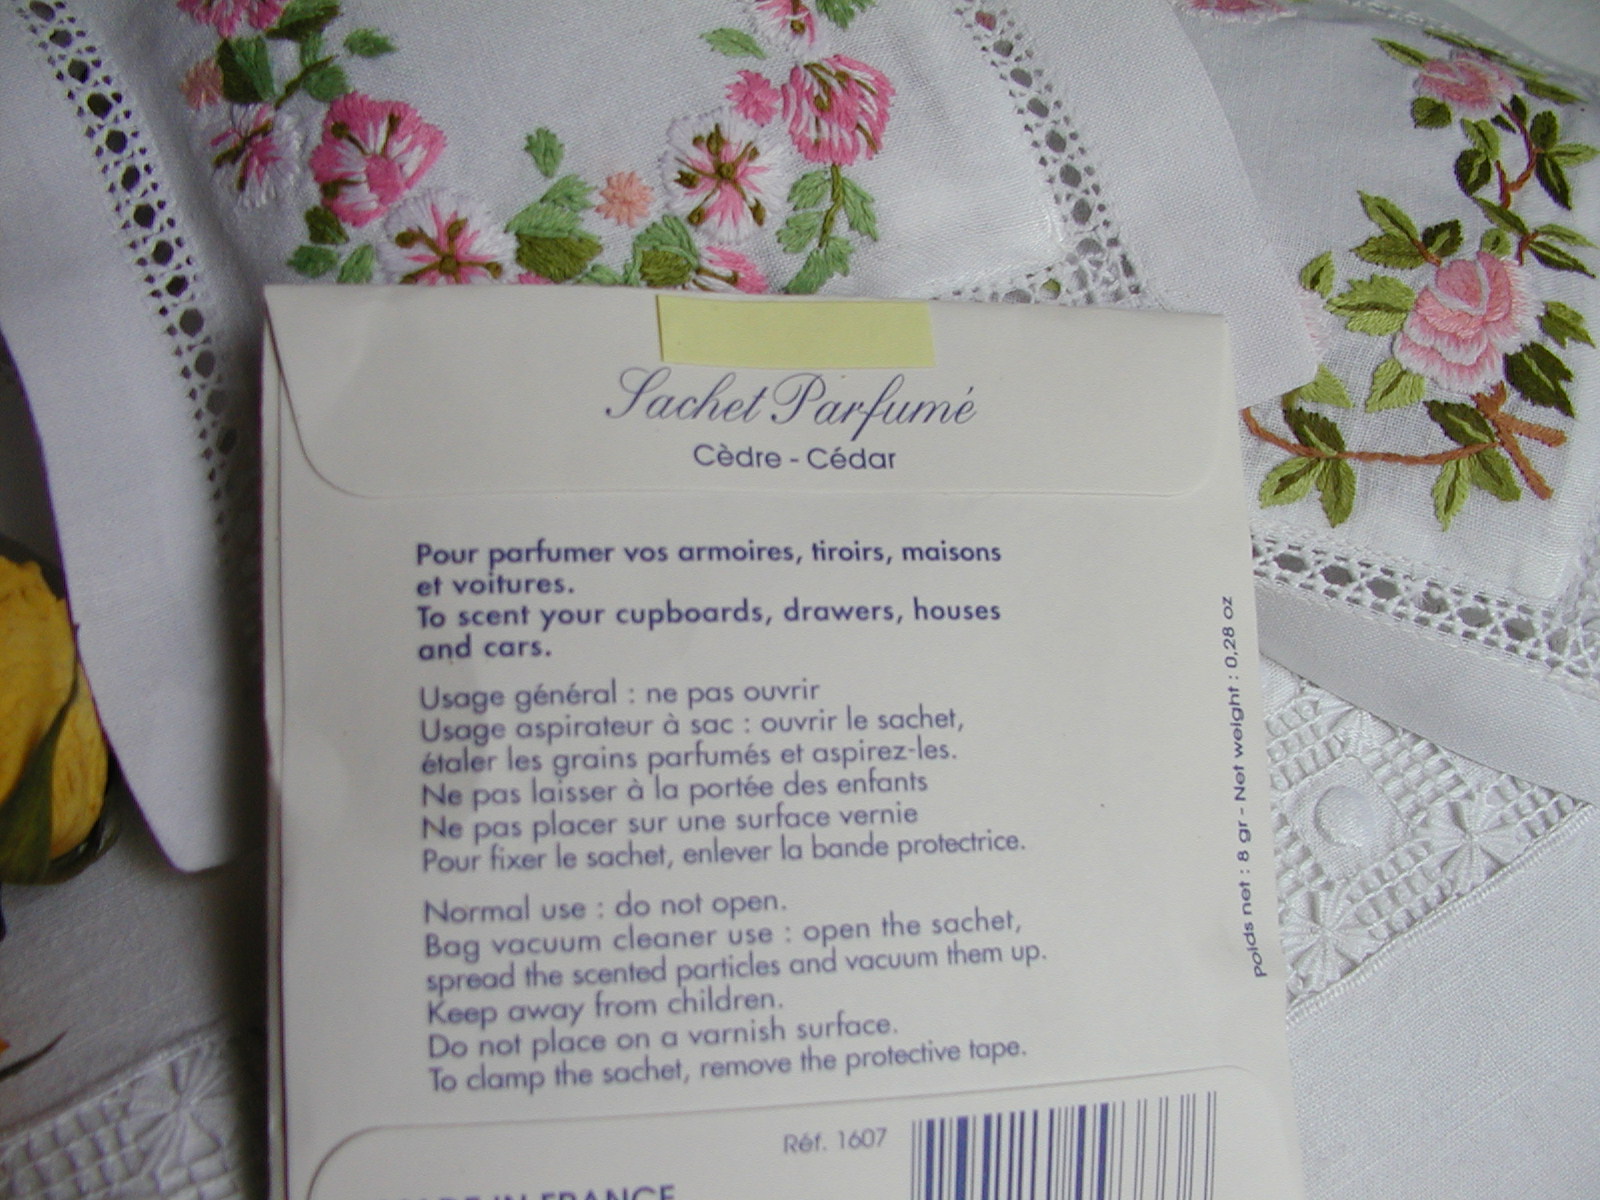 Sachet Parfumé
Cèdre - Cédar
Pour parfumer vos armoires, tiroirs, maisons
et voitures.
To scent your cupboards, drawers, houses
and cars.
Usage général : ne pas ouvrir
Usage aspirateur à sac : ouvrir le sachet,
étaler les grains parfumés et aspirez-les.
Ne pas laisser à la portée des enfants
Ne pas placer sur une surface vernie
Pour fixer le sachet, enlever la bande protectrice.
Normal use : do not open.
Bag vacuum cleaner use : open the sachet,
spread the scented particles and vacuum them up.
Keep away from children.
Do not place on a varnish surface.
To clamp the sachet, remove the protective tape.
Poids net : 8 gr - Net weight : 0,28 oz
Réf. 1607
MADE IN FRANCE